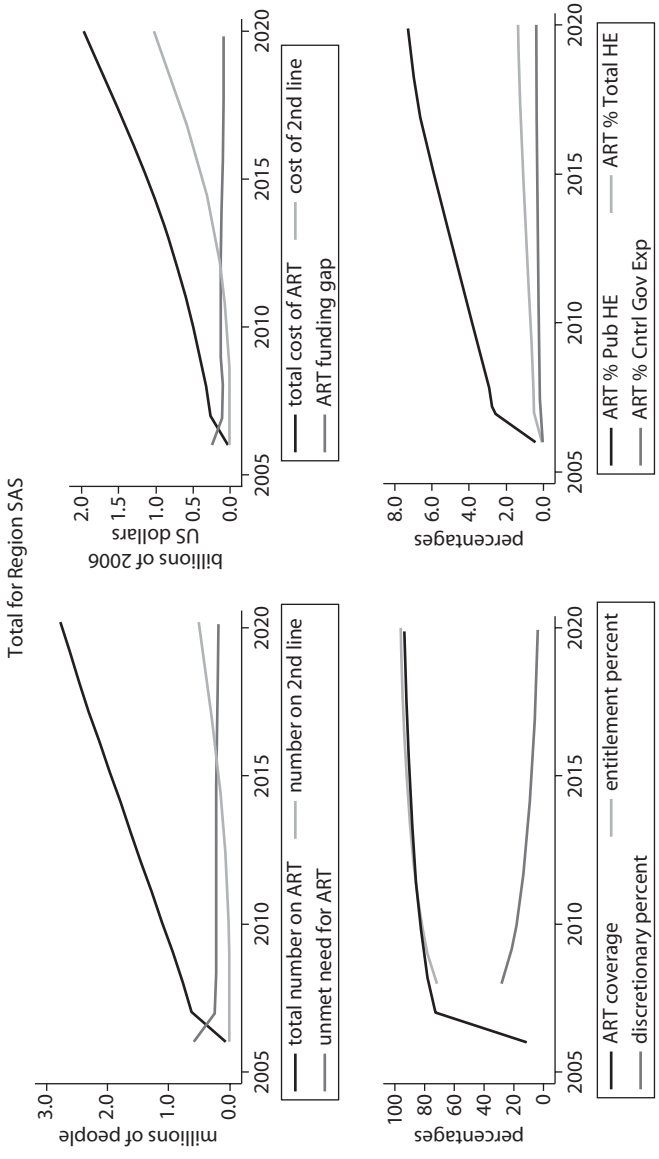 Total for Region SAS
millions of people
3.0
2.0
1.0
0.0
2005
2010
2015
2020
total number on ART
number on 2nd line
unmet need for ART
billions of 2006
US dollars
2.0
1.5
1.0
0.5
0.0
2005
2010
2015
2020
total cost of ART
cost of 2nd line
ART funding gap
percentages
100
80
60
40
20
0
2005
2010
2015
2020
ART coverage
entitlement percent
discretionary percent
percentages
8.0
6.0
4.0
2.0
0.0
2005
2010
2015
2020
ART % Pub HE
ART % Total HE
ART % Cntrl Gov Exp